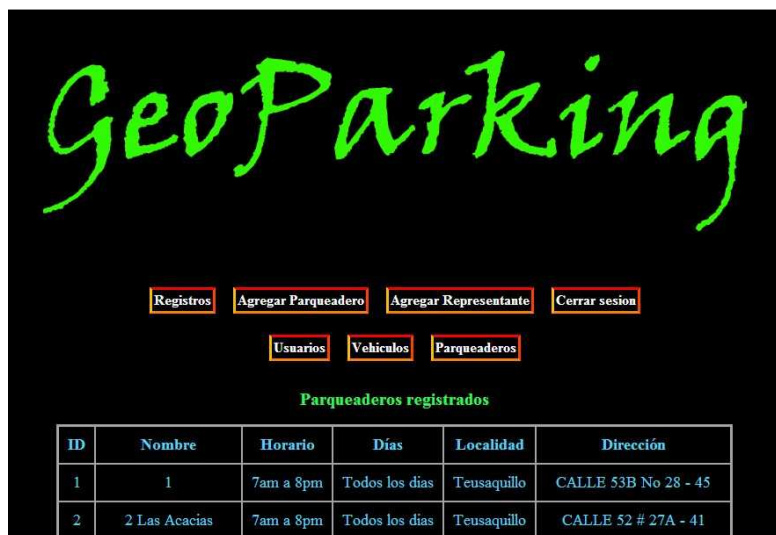 GeoParking
Registros Agregar Parqueadero Agregar Representante Cerrar sesion
Usuarios Vehiculos Parqueaderos
Parqueaderos registrados
ID Nombre Horario Días Localidad Dirección
1 1 7am a 8pm Todos los dias Teusaquillo CALLE 53B No 28 - 45
2 2 Las Acacias 7am a 8pm Todos los dias Teusaquillo CALLE 52 # 27A - 41